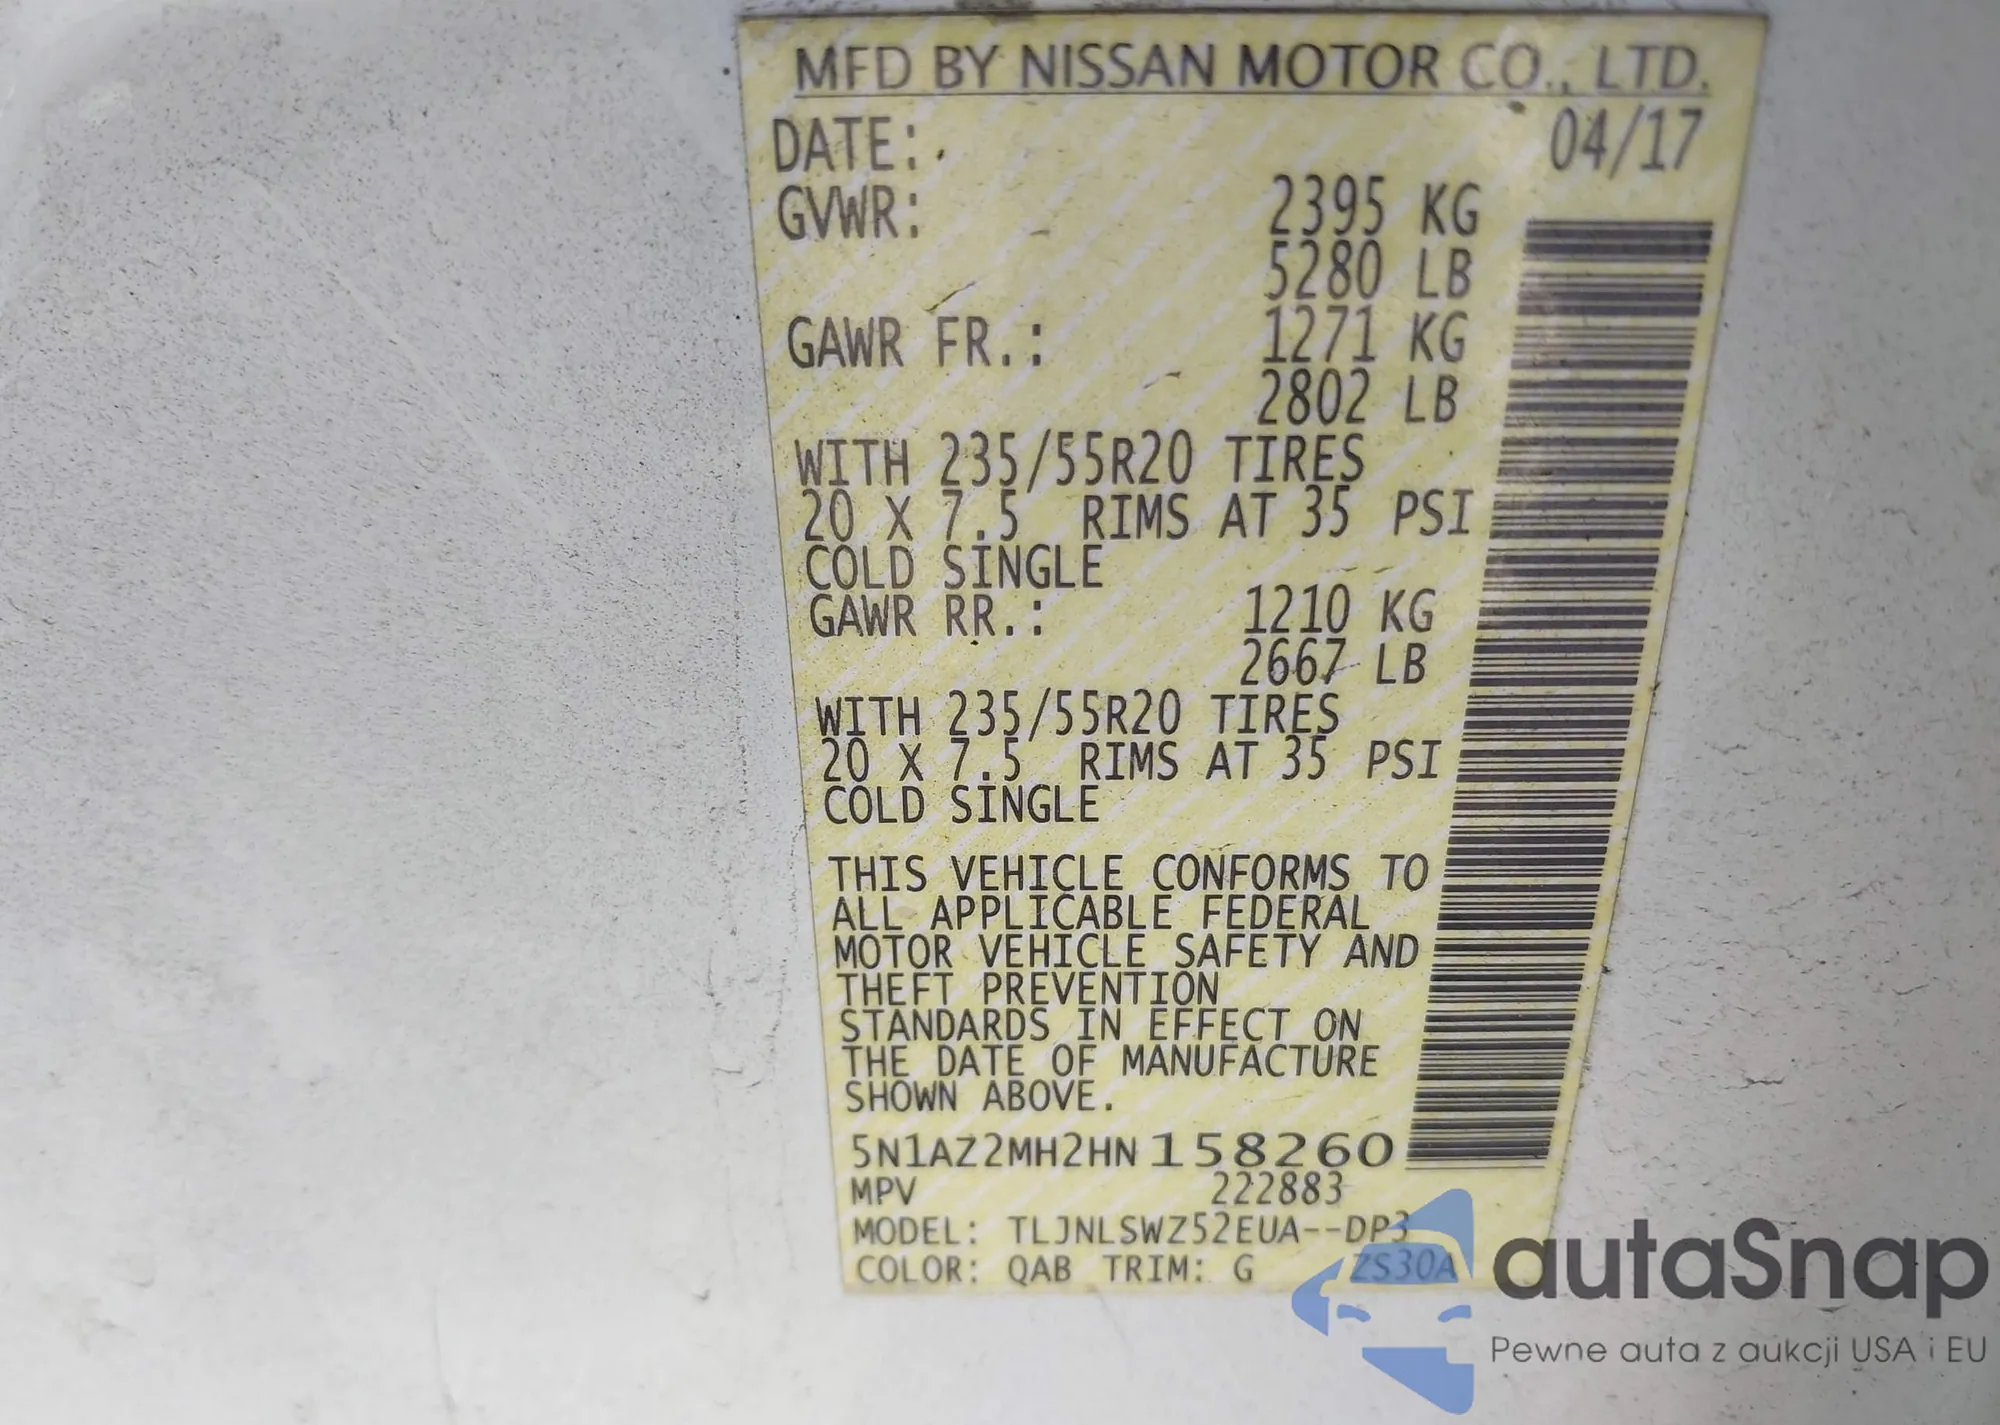 MFD BY NISSAN MOTOR CO., LTD.
DATE: 04/17
GVWR: 2395 KG
5280 LB
GAWR FR.: 1271 KG
2802 LB
WITH 235/55R20 TIRES
20 X 7.5 RIMS AT 35 PSI
COLD SINGLE
GAWR RR.: 1210 KG
2667 LB
WITH 235/55R20 TIRES
20 X 7.5 RIMS AT 35 PSI
COLD SINGLE
THIS VEHICLE CONFORMS TO
ALL APPLICABLE FEDERAL
MOTOR VEHICLE SAFETY AND
THEFT PREVENTION
STANDARDS IN EFFECT ON
THE DATE OF MANUFACTURE
SHOWN ABOVE.
5N1AZ2MH2HN158260
MPV 222883
MODEL: TLJNLSWZ52EUA--DP3
COLOR: QAB TRIM: G ZS30A
autaSnap
Pewne auta z aukcji USA i EU